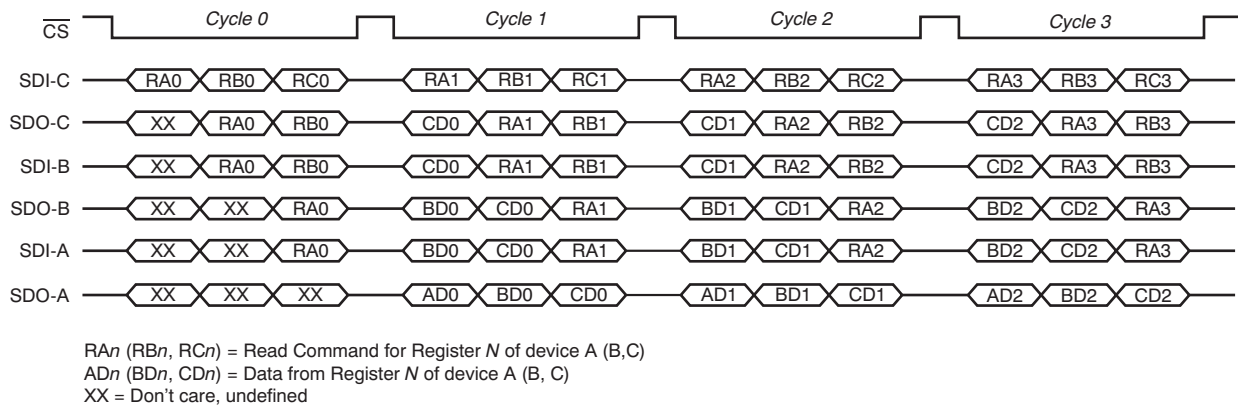 CS Cycle 0 Cycle 1 Cycle 2 Cycle 3
SDI-C RA0 RB0 RC0 RA1 RB1 RC1 RA2 RB2 RC2 RA3 RB3 RC3
SDO-C XX RA0 RB0 CD0 RA1 RB1 CD1 RA2 RB2 CD2 RA3 RB3
SDI-B XX RA0 RB0 CD0 RA1 RB1 CD1 RA2 RB2 CD2 RA3 RB3
SDO-B XX XX RA0 BD0 CD0 RA1 BD1 CD1 RA2 BD2 CD2 RA3
SDI-A XX XX RA0 BD0 CD0 RA1 BD1 CD1 RA2 BD2 CD2 RA3
SDO-A XX XX XX AD0 BD0 CD0 AD1 BD1 CD1 AD2 BD2 CD2
RAn (RBn, RCn) = Read Command for Register N of device A (B,C)
ADn (BDn, CDn) = Data from Register N of device A (B, C)
XX = Don't care, undefined